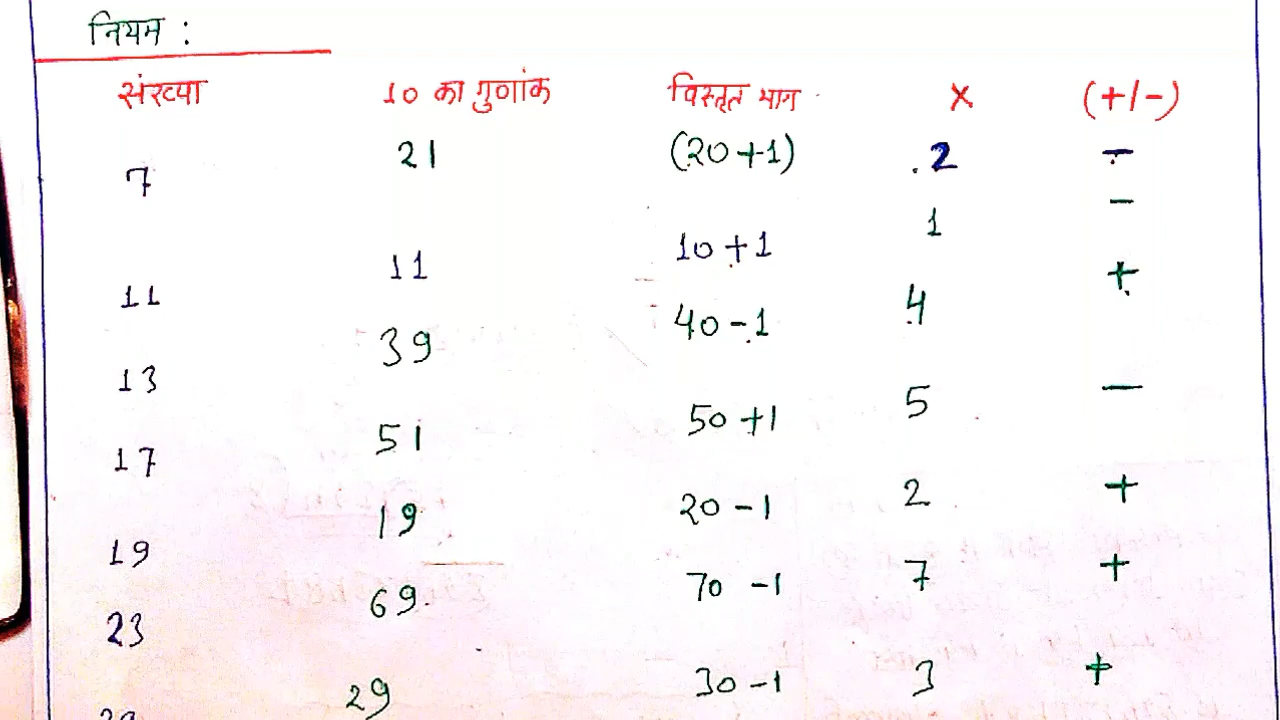 नियम :
संख्या 10 का गुणांक विस्तृत भाग × (+/-)
7 21 (20+1) 2 -
11 11 10+1 1 -
13 39 40-1 4 +
17 51 50+1 5 -
19 19 20-1 2 +
23 69 70-1 7 +
29 30-1 3 +